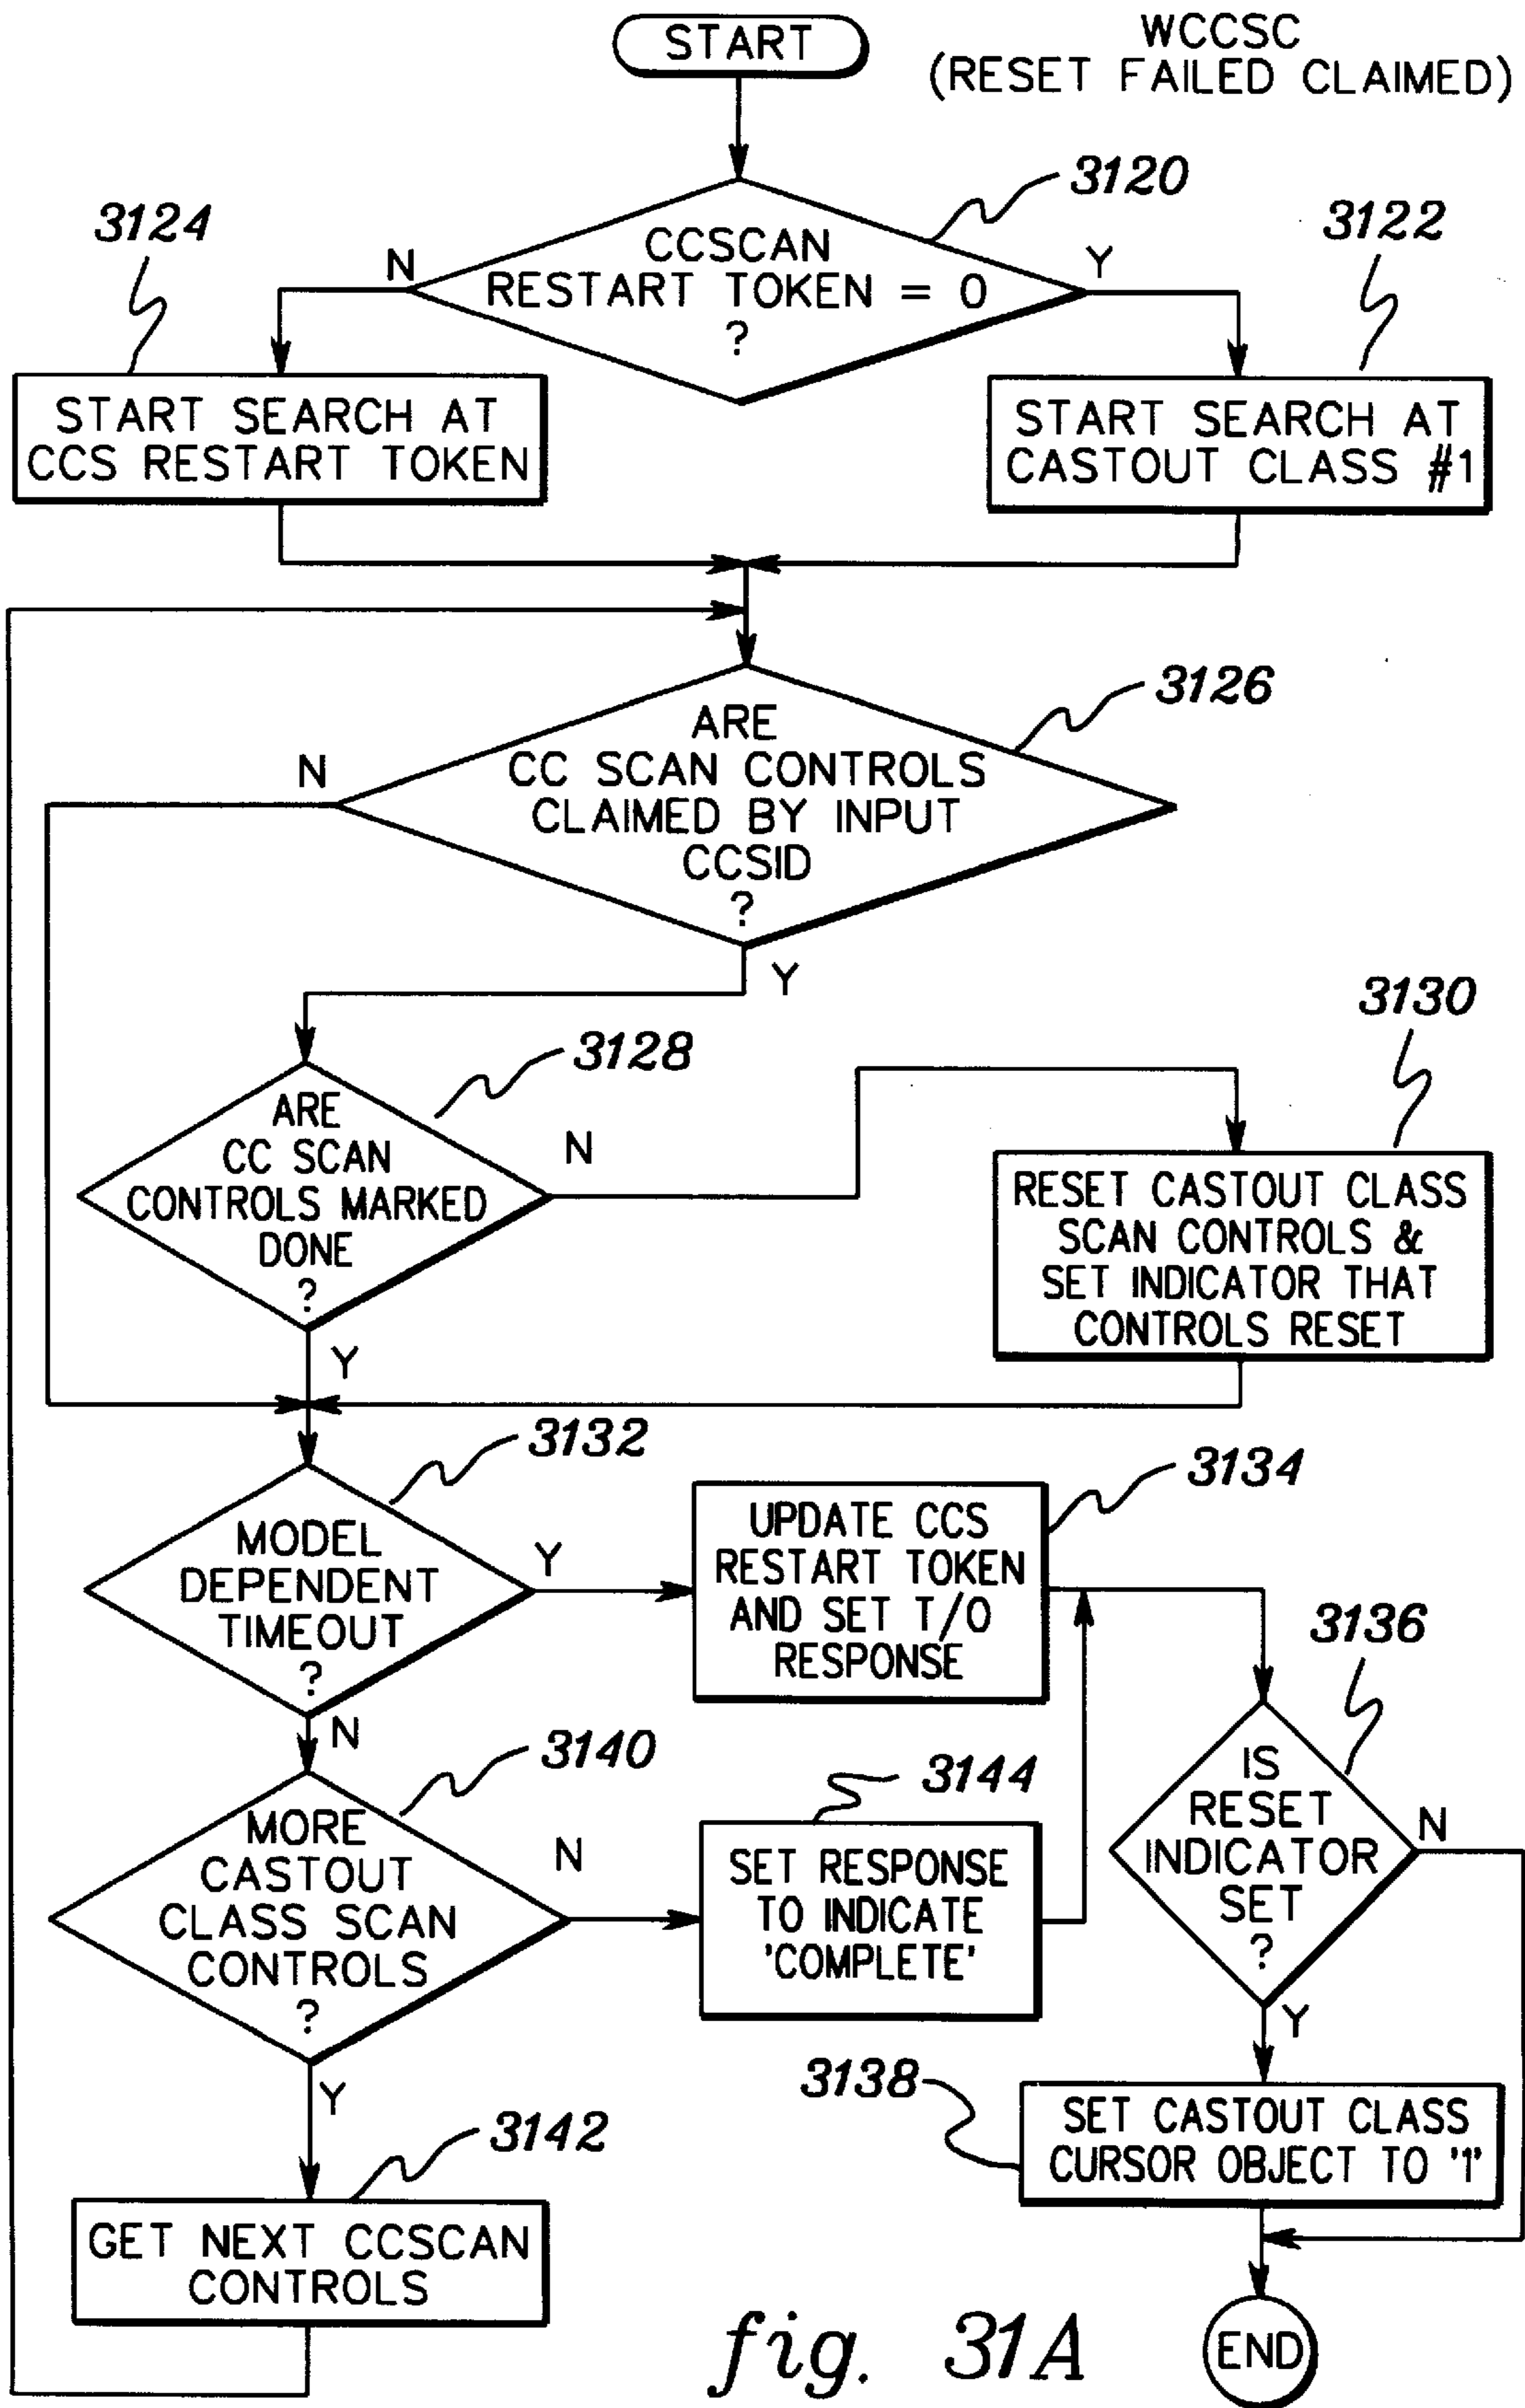 START
WCCSC
(RESET FAILED CLAIMED)
3120
3124
3122
CCSCAN
RESTART TOKEN = 0
?
N
Y
START SEARCH AT
CCS RESTART TOKEN
START SEARCH AT
CASTOUT CLASS #1
3126
ARE
CC SCAN CONTROLS
CLAIMED BY INPUT
CCSID
?
N
Y
3128
3130
ARE
CC SCAN
CONTROLS MARKED
DONE
?
N
Y
RESET CASTOUT CLASS
SCAN CONTROLS &
SET INDICATOR THAT
CONTROLS RESET
3132
3134
MODEL
DEPENDENT
TIMEOUT
?
Y
N
UPDATE CCS
RESTART TOKEN
AND SET T/O
RESPONSE
3136
3140
3144
MORE
CASTOUT
CLASS SCAN
CONTROLS
?
N
Y
SET RESPONSE
TO INDICATE
'COMPLETE'
IS
RESET
INDICATOR
SET
?
N
Y
3138
SET CASTOUT CLASS
CURSOR OBJECT TO '1'
3142
GET NEXT CCSCAN
CONTROLS
END
fig. 31A